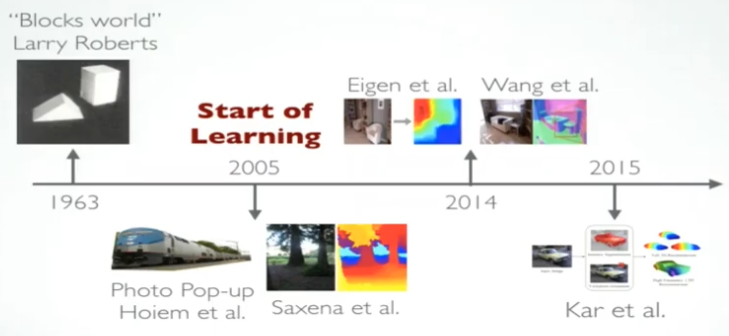 “Blocks world”
Larry Roberts
Start of
Learning
Eigen et al.
Wang et al.
2005
2015
1963
2014
Photo Pop-up
Hoiem et al.
Saxena et al.
Kar et al.